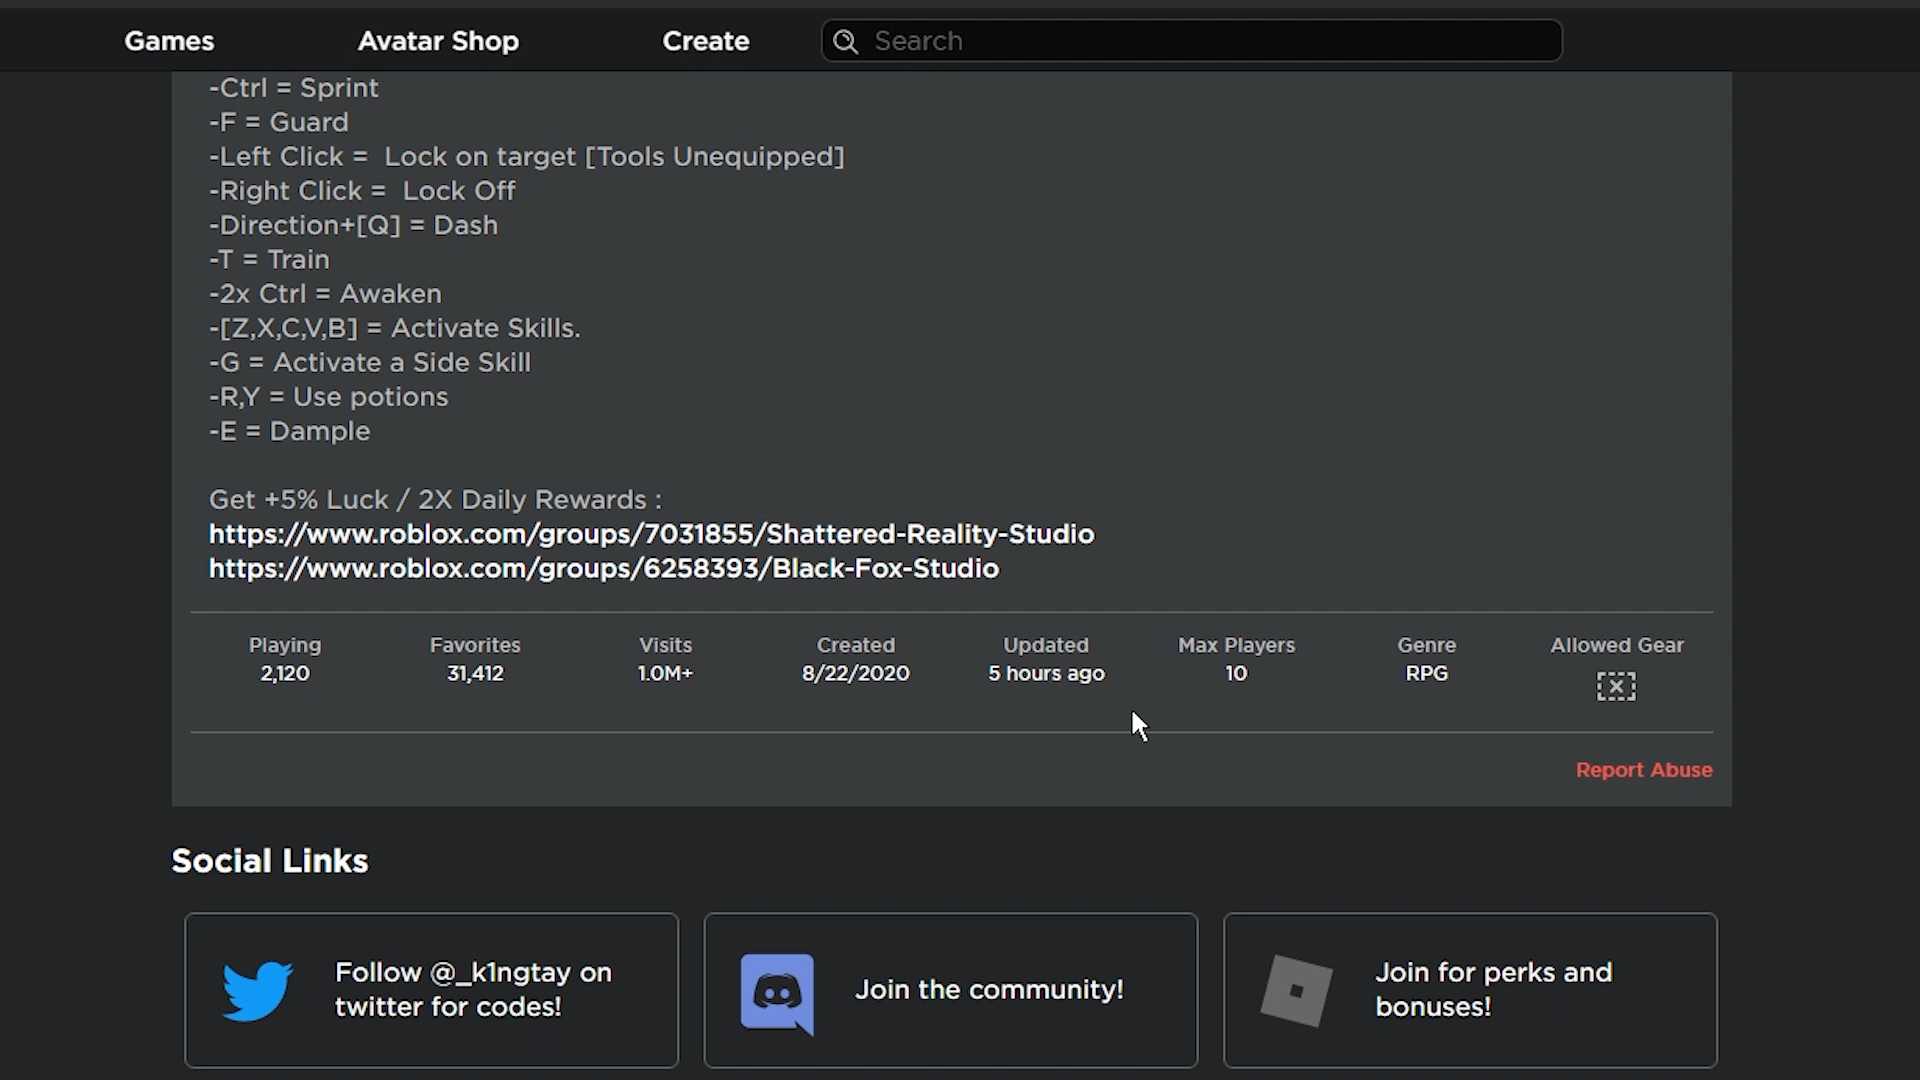 Games
Avatar Shop
Create
Search
-Ctrl = Sprint
-F = Guard
-Left Click =  Lock on target [Tools Unequipped]
-Right Click =  Lock Off
-Direction+[Q] = Dash
-T = Train
-2x Ctrl = Awaken
-[Z,X,C,V,B] = Activate Skills.
-G = Activate a Side Skill
-R,Y = Use potions
-E = Dample
Get +5% Luck / 2X Daily Rewards :
https://www.roblox.com/groups/7031855/Shattered-Reality-Studio
https://www.roblox.com/groups/6258393/Black-Fox-Studio
Playing
2,120
Favorites
31,412
Visits
1.0M+
Created
8/22/2020
Updated
5 hours ago
Max Players
10
Genre
RPG
Allowed Gear
Report Abuse
Social Links
Follow @_k1ngtay on
twitter for codes!
Join the community!
Join for perks and
bonuses!